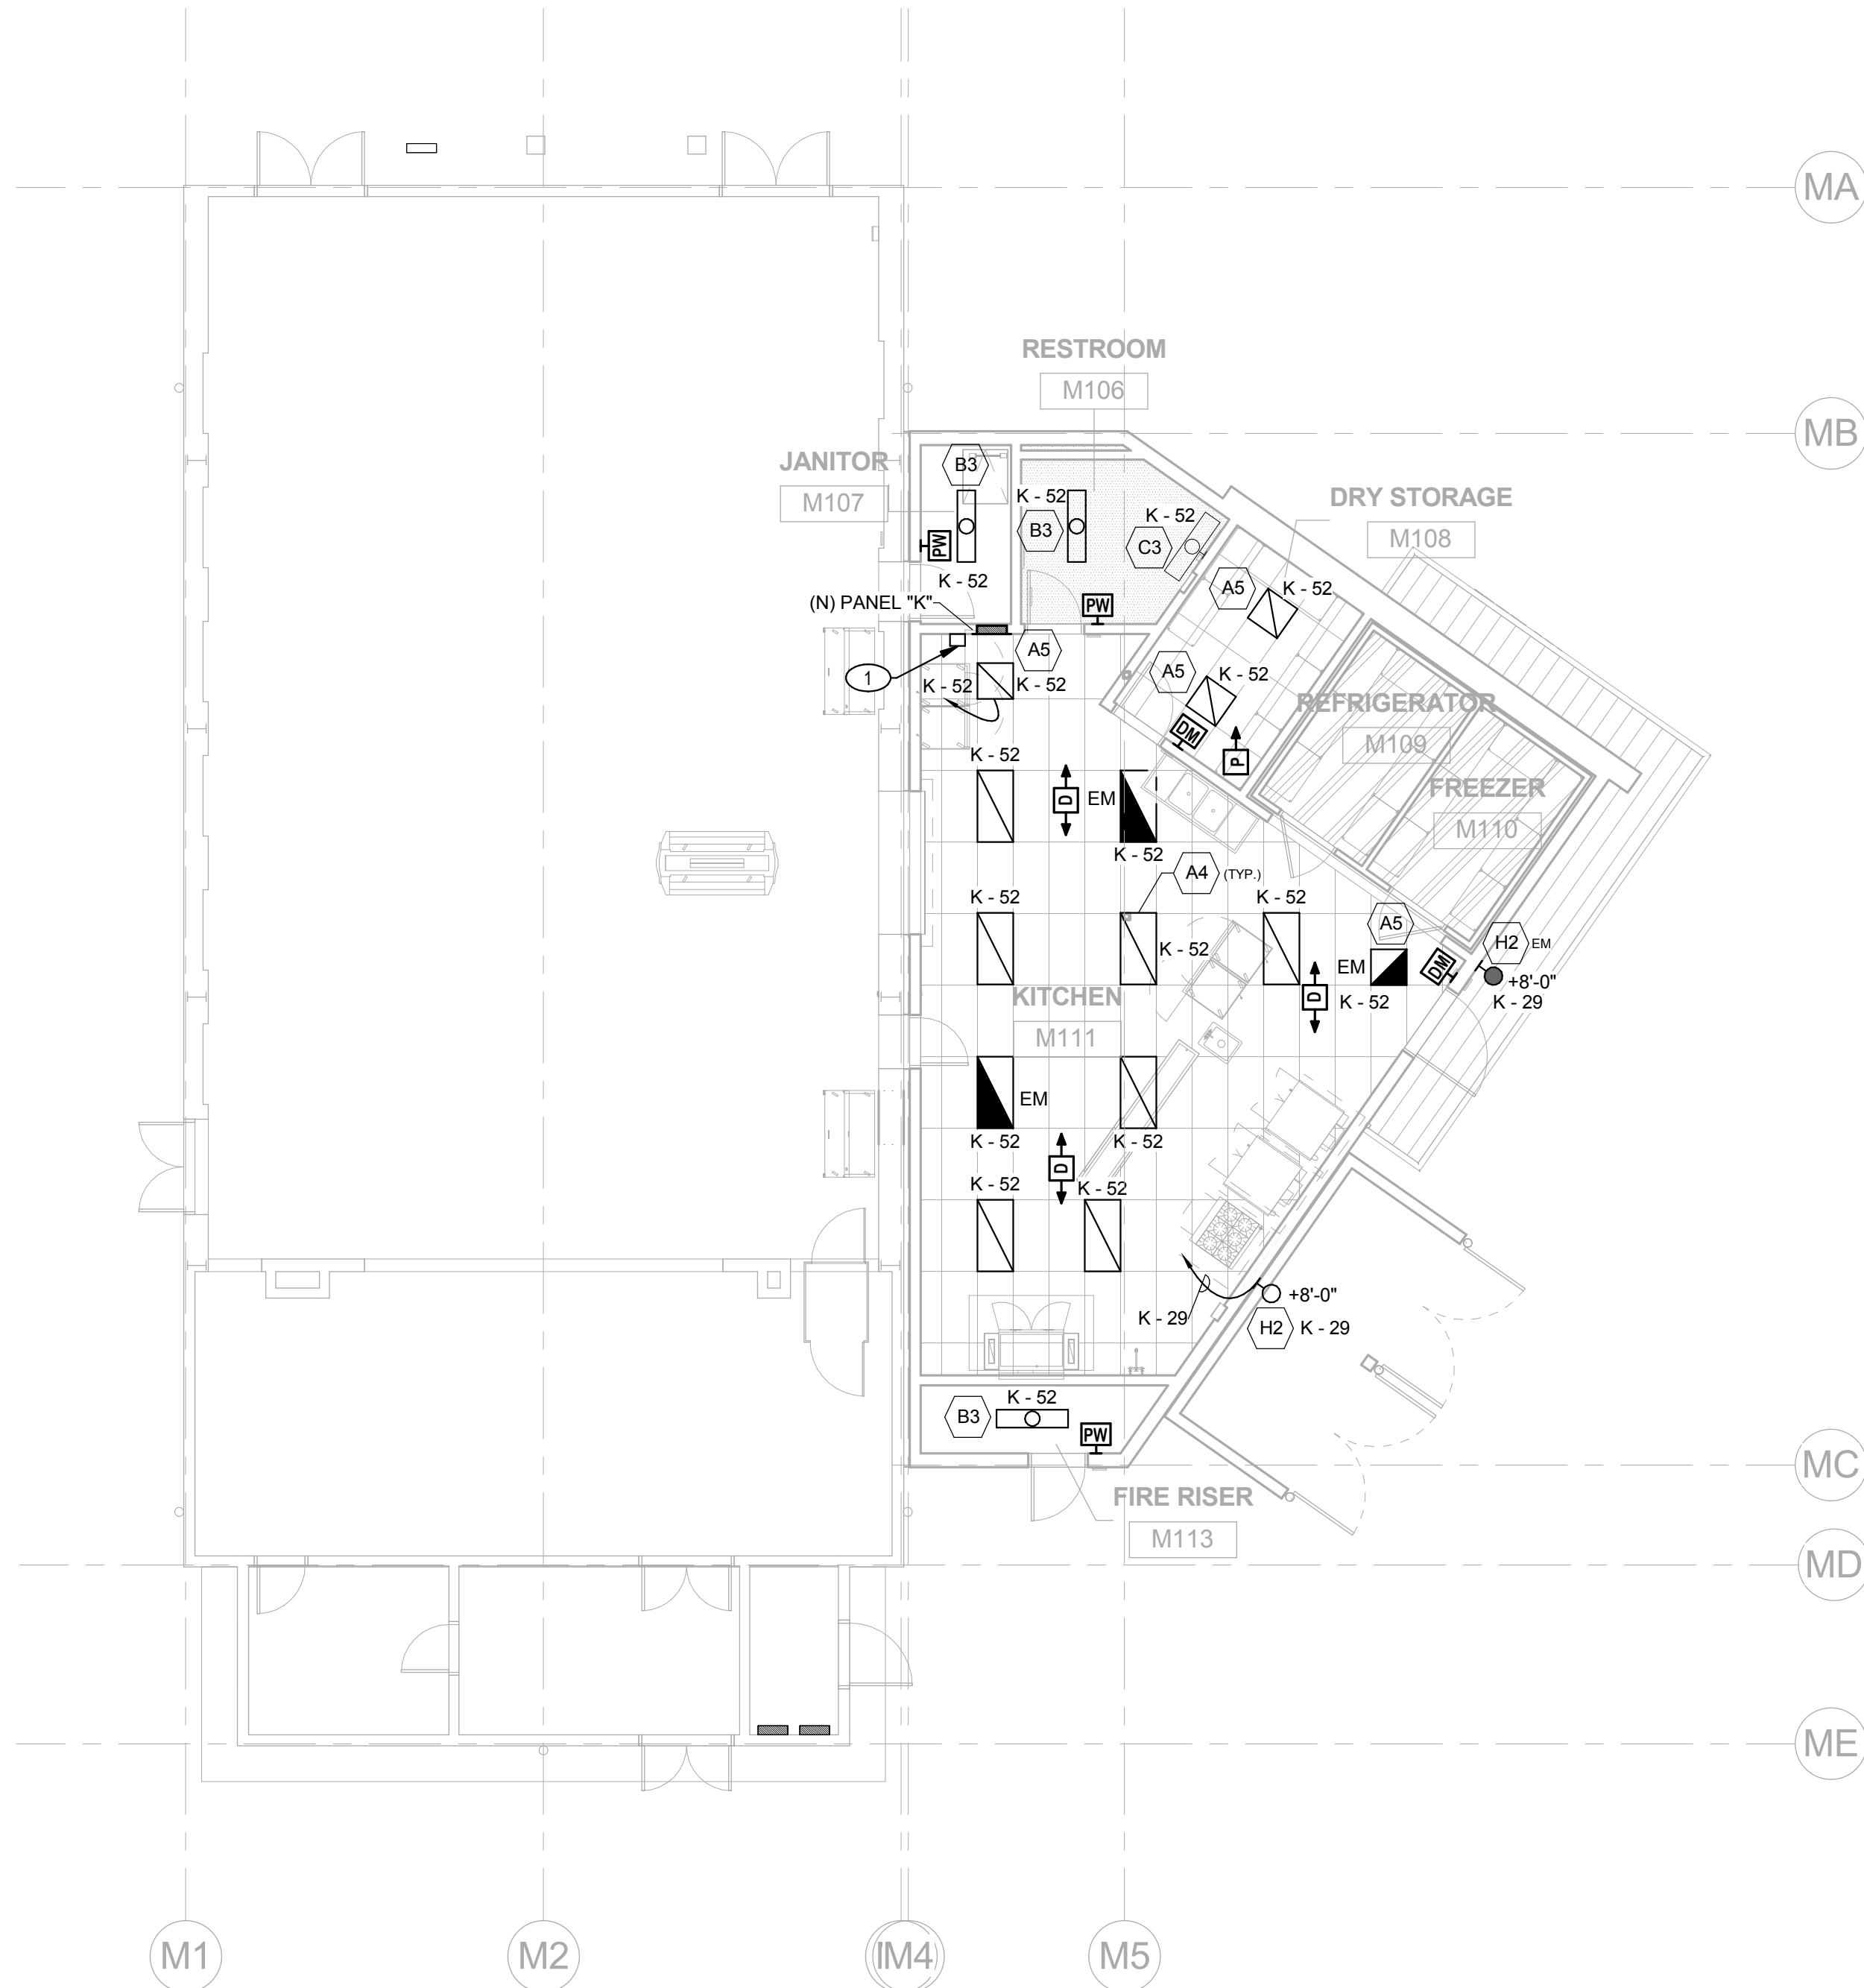 MA
RESTROOM
M106
MB
JANITOR
M107
B3
K - 52
B3
K - 52
C3
DRY STORAGE
M108
PW
K - 52
A5
K - 52
(N) PANEL "K"
PW
A5
1
K - 52
K - 52
A5
K - 52
REFRIGERATOR
M109
DM
P
K - 52
D
EM
K - 52
FREEZER
M110
A4 (TYP.)
K - 52
K - 52
K - 52
A5
H2 EM
EM
K - 52
D
DM
+8'-0"
K - 29
KITCHEN
M111
EM
K - 52
K - 52
D
K - 52
K - 52
K - 29
+8'-0"
H2 K - 29
K - 52
B3
PW
MC
FIRE RISER
M113
MD
ME
M1
M2
M4
M5